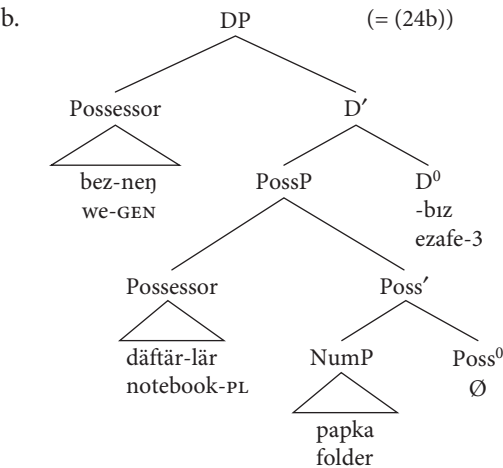 b. DP (= (24b))
Possessor D′
bez-neŋ PossP D⁰
we-GEN -bız
ezafe-3
Possessor Poss′
däftär-lär NumP Poss⁰
notebook-PL Ø
papka
folder